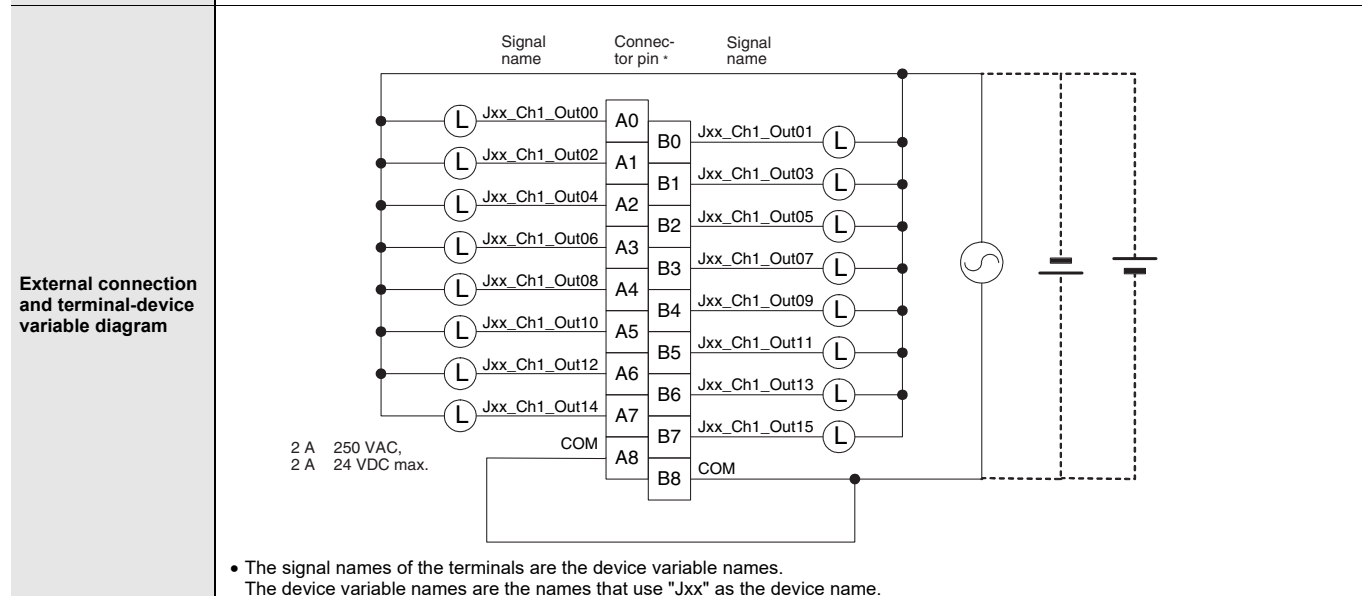 External connection
and terminal-device
variable diagram
Signal
name
Connec-
tor pin *
Signal
name
L Jxx_Ch1_Out00 A0
B0 Jxx_Ch1_Out01 L
L Jxx_Ch1_Out02 A1
B1 Jxx_Ch1_Out03 L
L Jxx_Ch1_Out04 A2
B2 Jxx_Ch1_Out05 L
L Jxx_Ch1_Out06 A3
B3 Jxx_Ch1_Out07 L
L Jxx_Ch1_Out08 A4
B4 Jxx_Ch1_Out09 L
L Jxx_Ch1_Out10 A5
B5 Jxx_Ch1_Out11 L
L Jxx_Ch1_Out12 A6
B6 Jxx_Ch1_Out13 L
L Jxx_Ch1_Out14 A7
B7 Jxx_Ch1_Out15 L
COM A8
B8 COM
2 A 250 VAC,
2 A 24 VDC max.
• The signal names of the terminals are the device variable names.
The device variable names are the names that use "Jxx" as the device name.